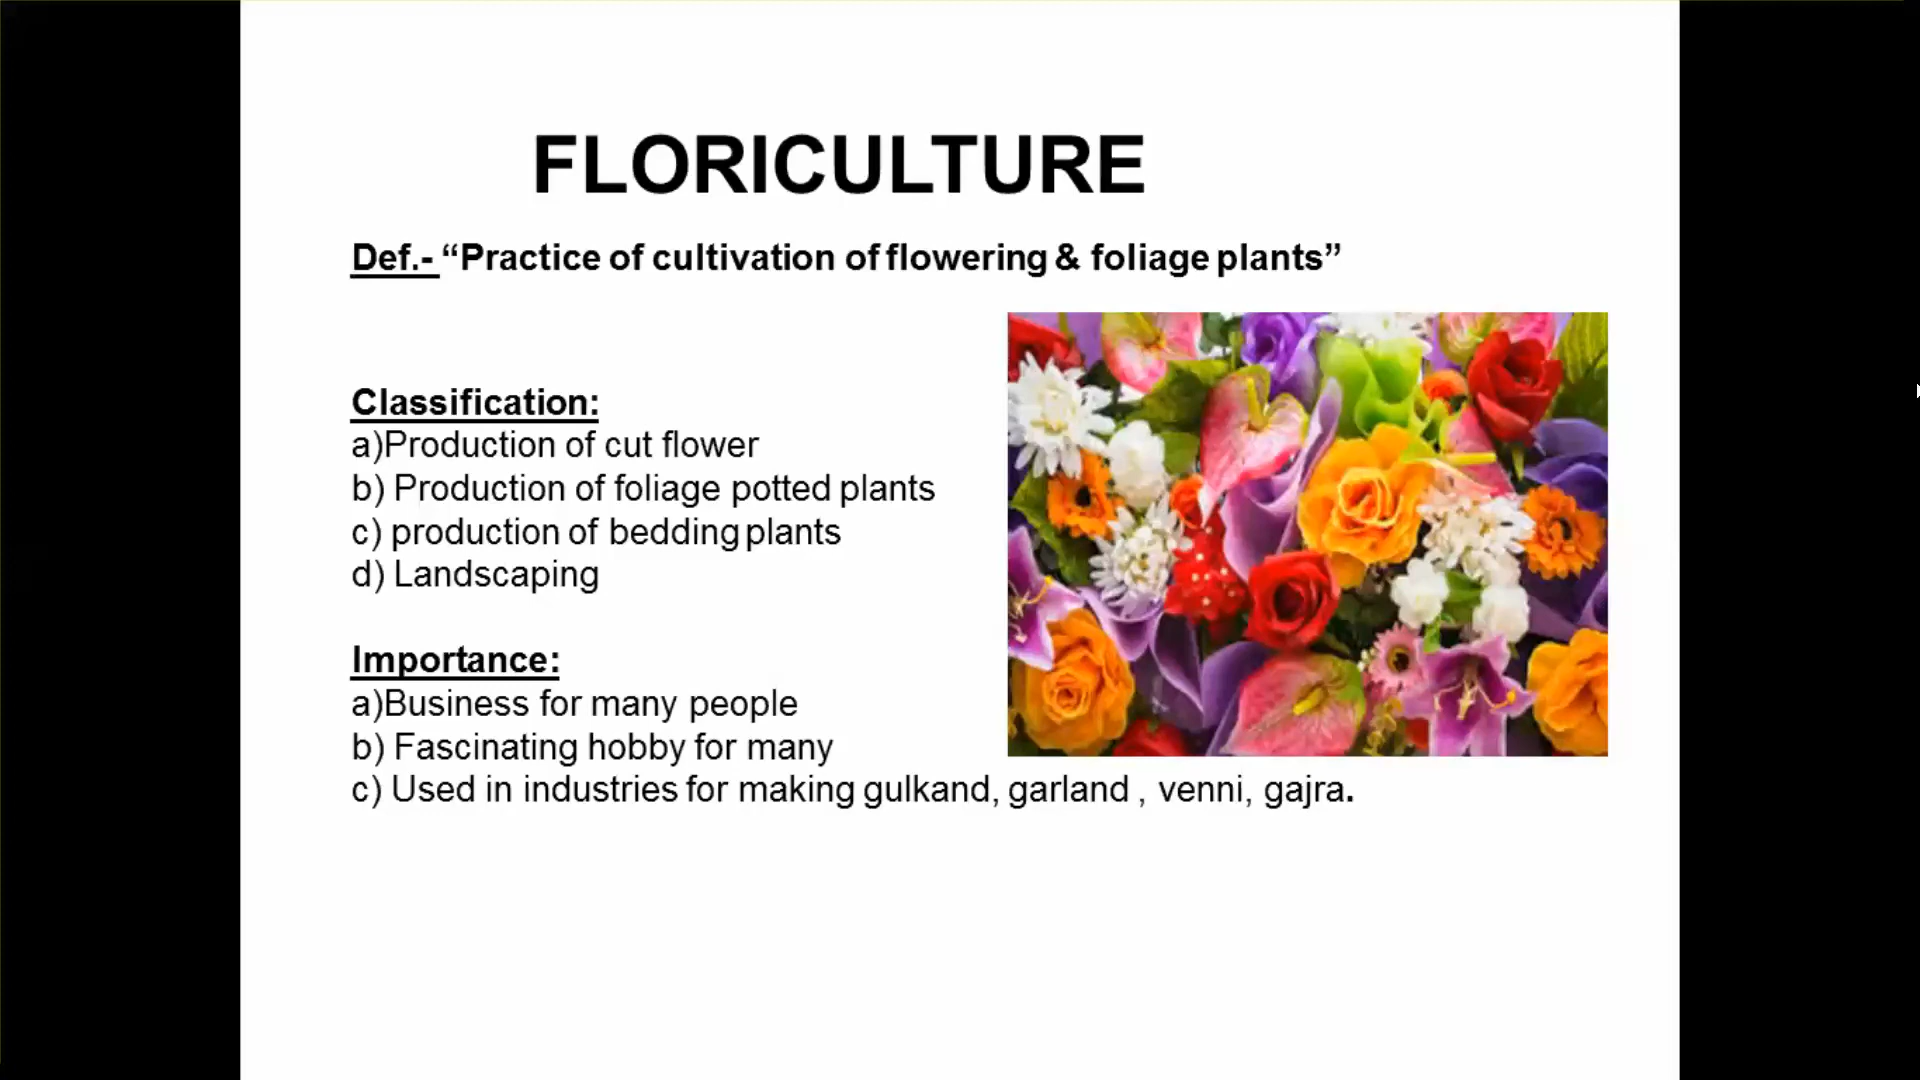 FLORICULTURE
Def.- “Practice of cultivation of flowering & foliage plants”
Classification:
a)Production of cut flower
b) Production of foliage potted plants
c) production of bedding plants
d) Landscaping
Importance:
a)Business for many people
b) Fascinating hobby for many
c) Used in industries for making gulkand, garland , venni, gajra.